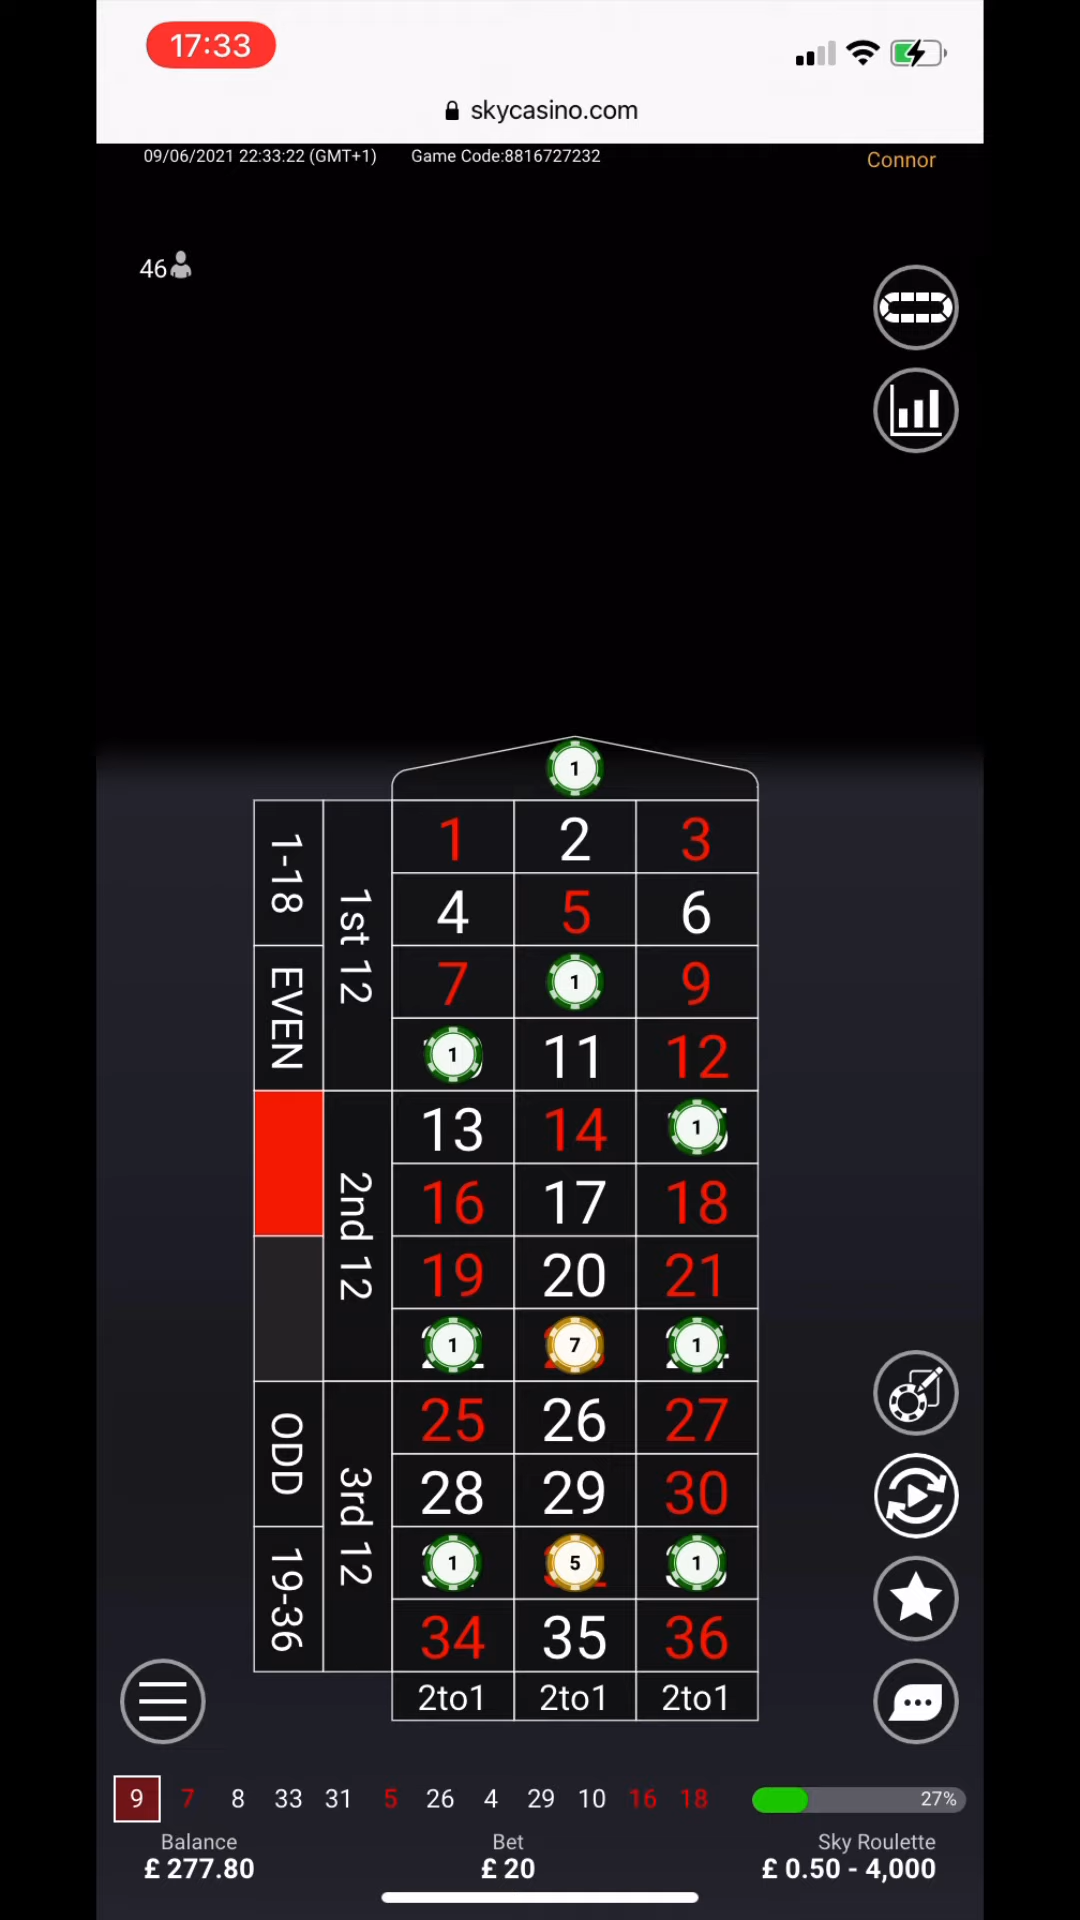 17:33
skycasino.com
09/06/2021 22:33:22 (GMT+1) Game Code:8816727232
Connor
46
1
1 2 3
4 5 6
7 1 9
1 11 12
13 14 1
16 17 18
19 20 21
1 7 1
25 26 27
28 29 30
1 5 1
34 35 36
2to1 2to1 2to1
1st 12
2nd 12
3rd 12
1-18
EVEN
ODD
19-36
9 7 8 33 31 5 26 4 29 10 16 18 27%
Balance Bet Sky Roulette
£ 277.80 £ 20 £ 0.50 - 4,000